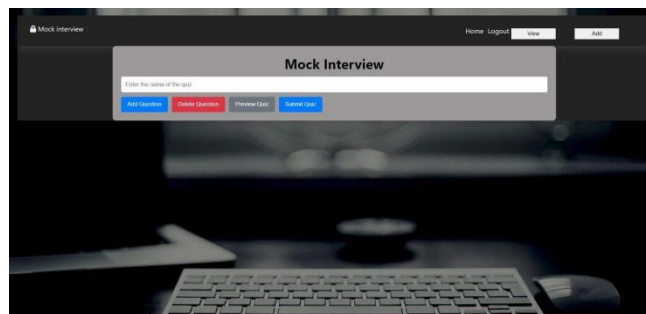 Mock interview
Home Logout View Add
Mock Interview
Enter the name of the quiz
Add Question Delete Question Preview Quiz Submit Quiz